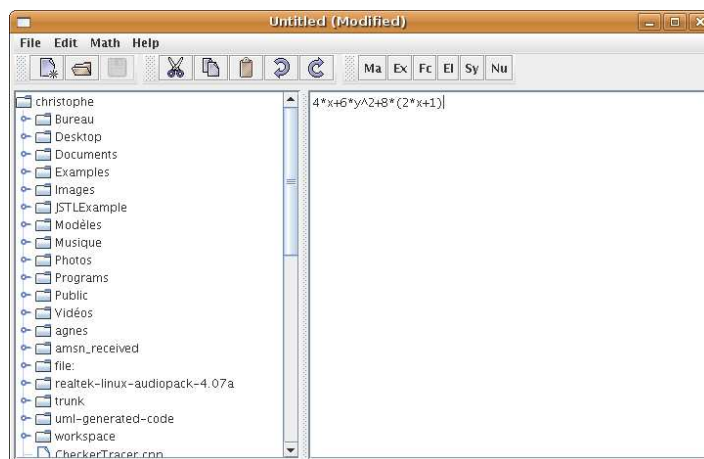 Untitled (Modified)
File Edit Math Help
Ma Ex Fc El Sy Nu
christophe
Bureau
Desktop
Documents
Examples
Images
JSTLExample
Modèles
Musique
Photos
Programs
Public
Vidéos
agnes
amsn_received
file:
realtek-linux-audiopack-4.07a
trunk
uml-generated-code
workspace
CheckerTracer.cpp
4*x+6*y^2+8*(2*x+1)